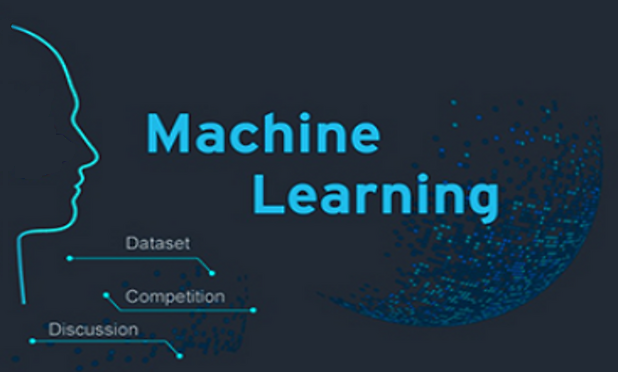 Machine
Learning
Dataset
Competition
Discussion